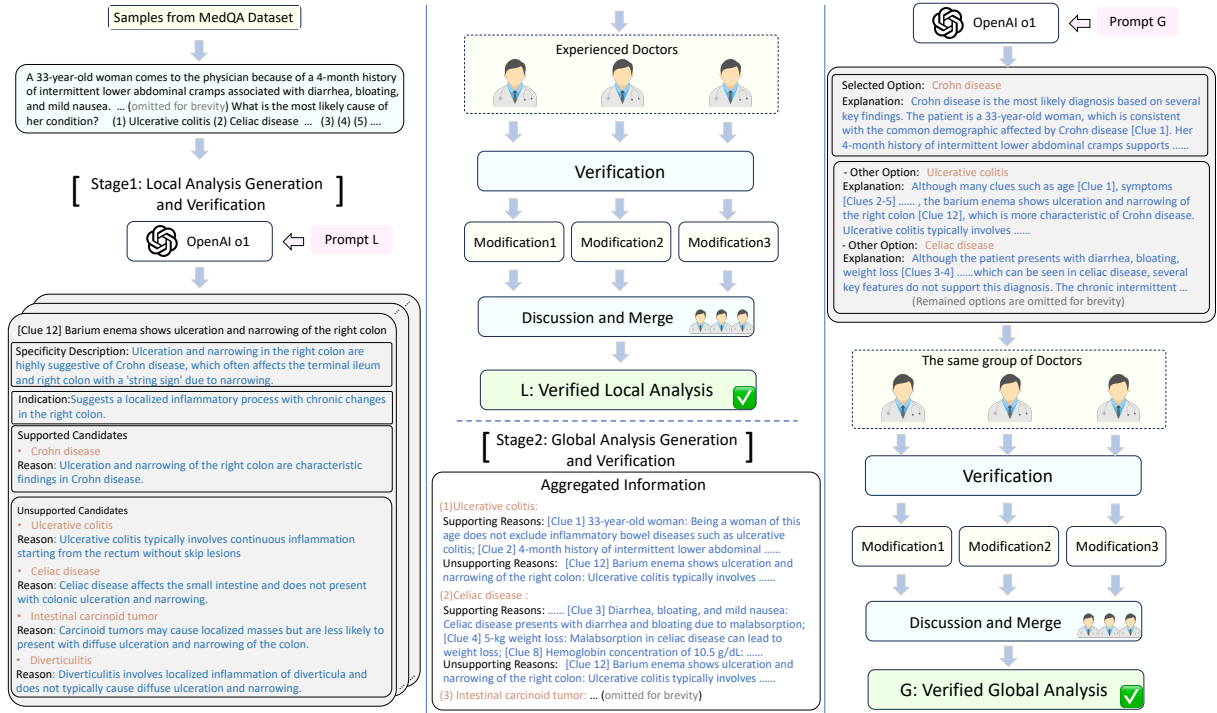 Samples from MedQA Dataset
A 33-year-old woman comes to the physician because of a 4-month history
of intermittent lower abdominal cramps associated with diarrhea, bloating,
and mild nausea. ... (omitted for brevity) What is the most likely cause of
her condition? (1) Ulcerative colitis (2) Celiac disease ... (3) (4) (5) ....
[ Stage1: Local Analysis Generation ]
and Verification
OpenAI o1
Prompt L
[Clue 12] Barium enema shows ulceration and narrowing of the right colon
Specificity Description: Ulceration and narrowing in the right colon are
highly suggestive of Crohn disease, which often affects the terminal ileum
and right colon with a 'string sign' due to narrowing.
Indication:Suggests a localized inflammatory process with chronic changes
in the right colon.
Supported Candidates
• Crohn disease
Reason: Ulceration and narrowing of the right colon are characteristic
findings in Crohn disease.
Unsupported Candidates
• Ulcerative colitis
Reason: Ulcerative colitis typically involves continuous inflammation
starting from the rectum without skip lesions
• Celiac disease
Reason: Celiac disease affects the small intestine and does not present
with colonic ulceration and narrowing.
• Intestinal carcinoid tumor
Reason: Carcinoid tumors may cause localized masses but are less likely to
present with diffuse ulceration and narrowing of the colon.
• Diverticulitis
Reason: Diverticulitis involves localized inflammation of diverticula and
does not typically cause diffuse ulceration and narrowing.
Experienced Doctors
Verification
Modification1 Modification2 Modification3
Discussion and Merge
L: Verified Local Analysis
[ Stage2: Global Analysis Generation ]
and Verification
Aggregated Information
(1)Ulcerative colitis:
Supporting Reasons: [Clue 1] 33-year-old woman: Being a woman of this
age does not exclude inflammatory bowel diseases such as ulcerative
colitis; [Clue 2] 4-month history of intermittent lower abdominal ......
Unsupporting Reasons: [Clue 12] Barium enema shows ulceration and
narrowing of the right colon: Ulcerative colitis typically involves ......
(2)Celiac disease :
Supporting Reasons: ...... [Clue 3] Diarrhea, bloating, and mild nausea:
Celiac disease presents with diarrhea and bloating due to malabsorption;
[Clue 4] 5-kg weight loss: Malabsorption in celiac disease can lead to
weight loss; [Clue 8] Hemoglobin concentration of 10.5 g/dL: ......
Unsupporting Reasons: [Clue 12] Barium enema shows ulceration and
narrowing of the right colon: Ulcerative colitis typically involves ......
(3) Intestinal carcinoid tumor: ... (omitted for brevity)
OpenAI o1
Prompt G
Selected Option: Crohn disease
Explanation: Crohn disease is the most likely diagnosis based on several
key findings. The patient is a 33-year-old woman, which is consistent
with the common demographic affected by Crohn disease [Clue 1]. Her
4-month history of intermittent lower abdominal cramps supports ......
- Other Option: Ulcerative colitis
Explanation: Although many clues such as age [Clue 1], symptoms
[Clues 2-5] ...... , the barium enema shows ulceration and narrowing of
the right colon [Clue 12], which is more characteristic of Crohn disease.
Ulcerative colitis typically involves ......
- Other Option: Celiac disease
Explanation: Although the patient presents with diarrhea, bloating,
weight loss [Clues 3-4] ......which can be seen in celiac disease, several
key features do not support this diagnosis. The chronic intermittent ...
(Remained options are omitted for brevity)
The same group of Doctors
Verification
Modification1 Modification2 Modification3
Discussion and Merge
G: Verified Global Analysis